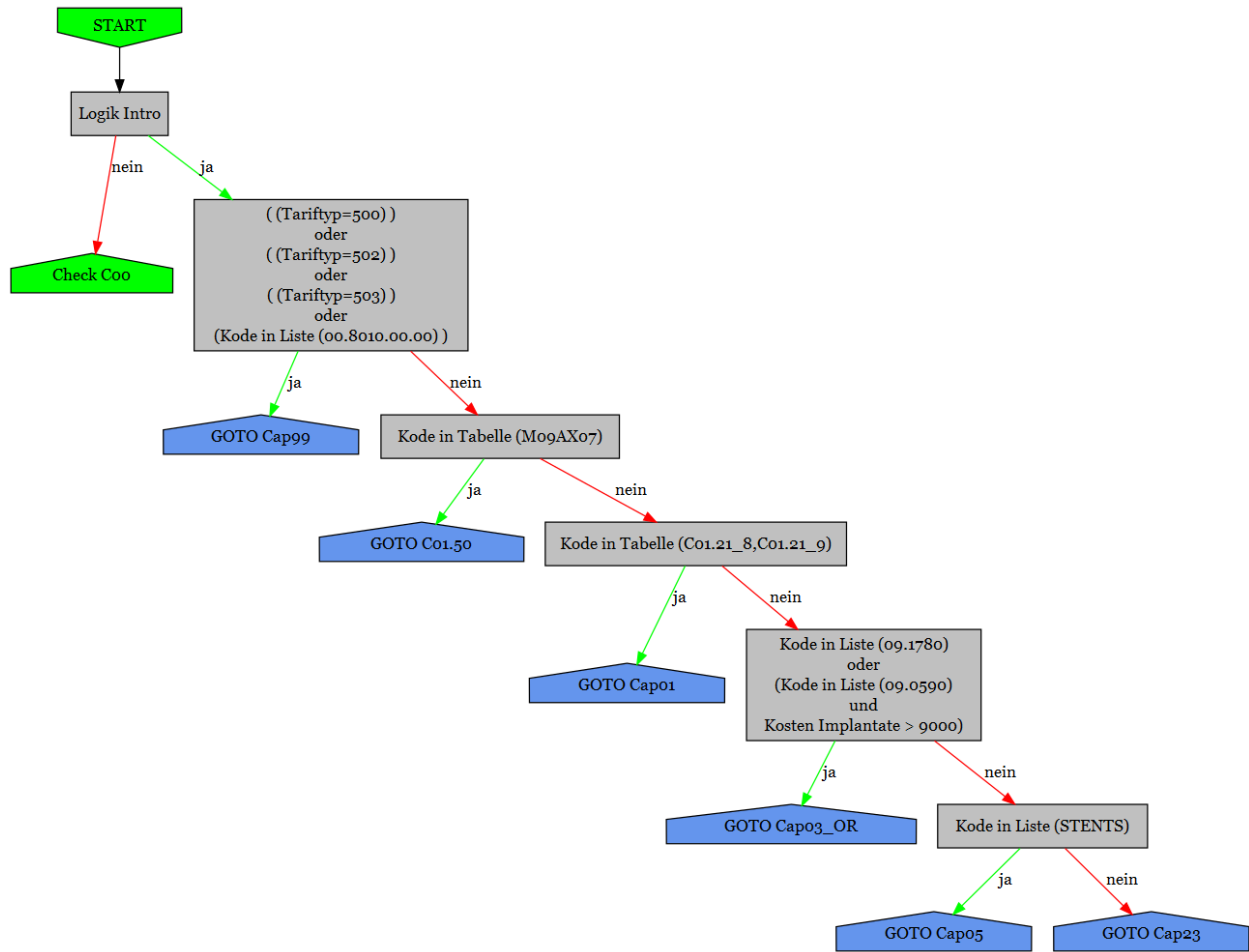 START
Logik Intro
nein
ja
( (Tariftyp=500) )
oder
( (Tariftyp=502) )
oder
( (Tariftyp=503) )
oder
(Kode in Liste (00.8010.00.00) )
Check C00
ja
nein
GOTO Cap99
Kode in Tabelle (M09AX07)
ja
nein
GOTO C01.50
Kode in Tabelle (C01.21_8,C01.21_9)
ja
nein
GOTO Cap01
Kode in Liste (09.1780)
oder
(Kode in Liste (09.0590)
und
Kosten Implantate > 9000)
ja
nein
GOTO Cap03_OR
Kode in Liste (STENTS)
ja
nein
GOTO Cap05
GOTO Cap23